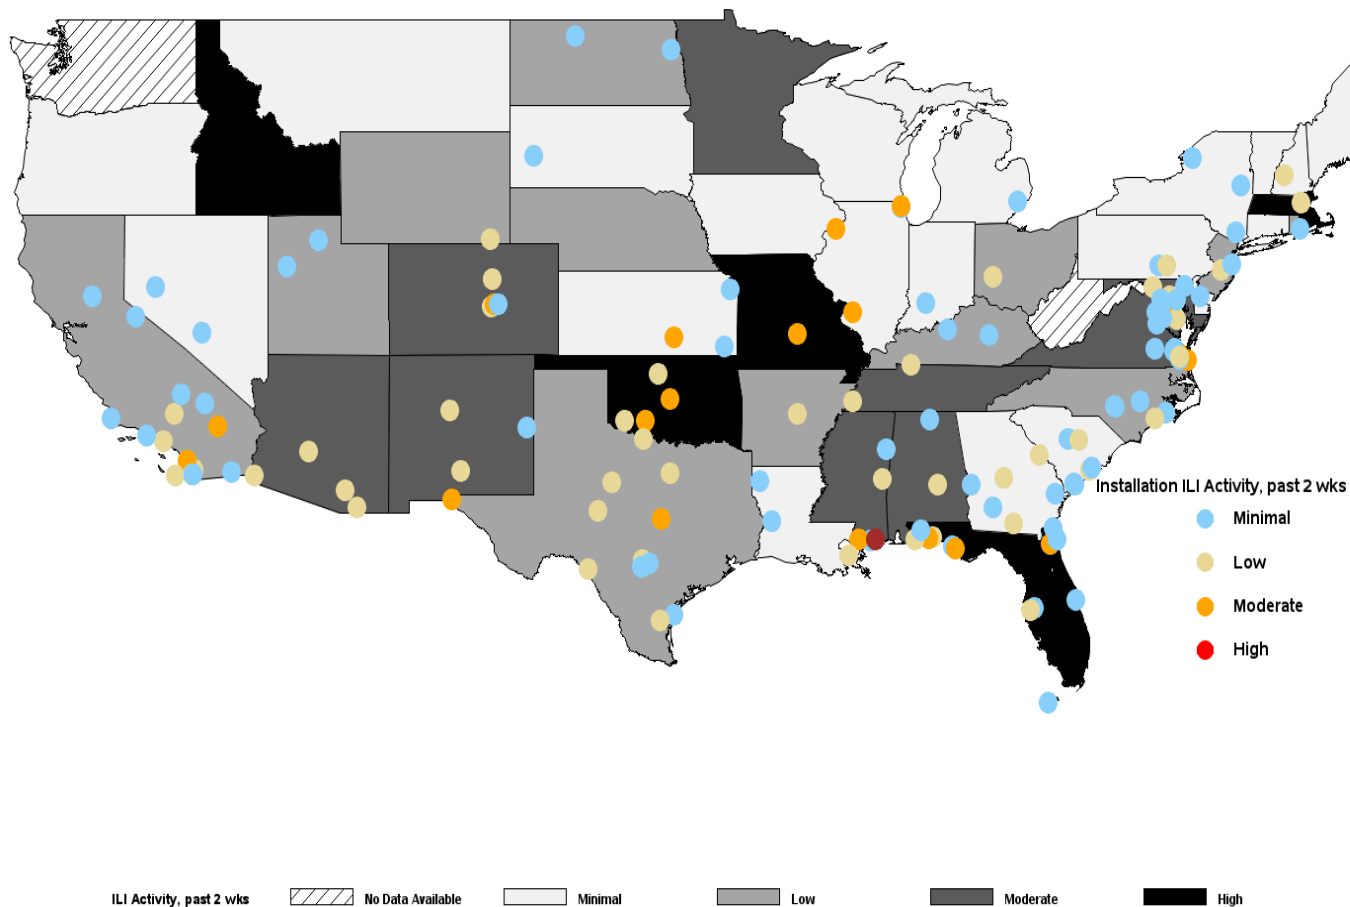 Installation ILI Activity, past 2 wks
Minimal
Low
Moderate
High
ILI Activity, past 2 wks No Data Available Minimal Low Moderate High